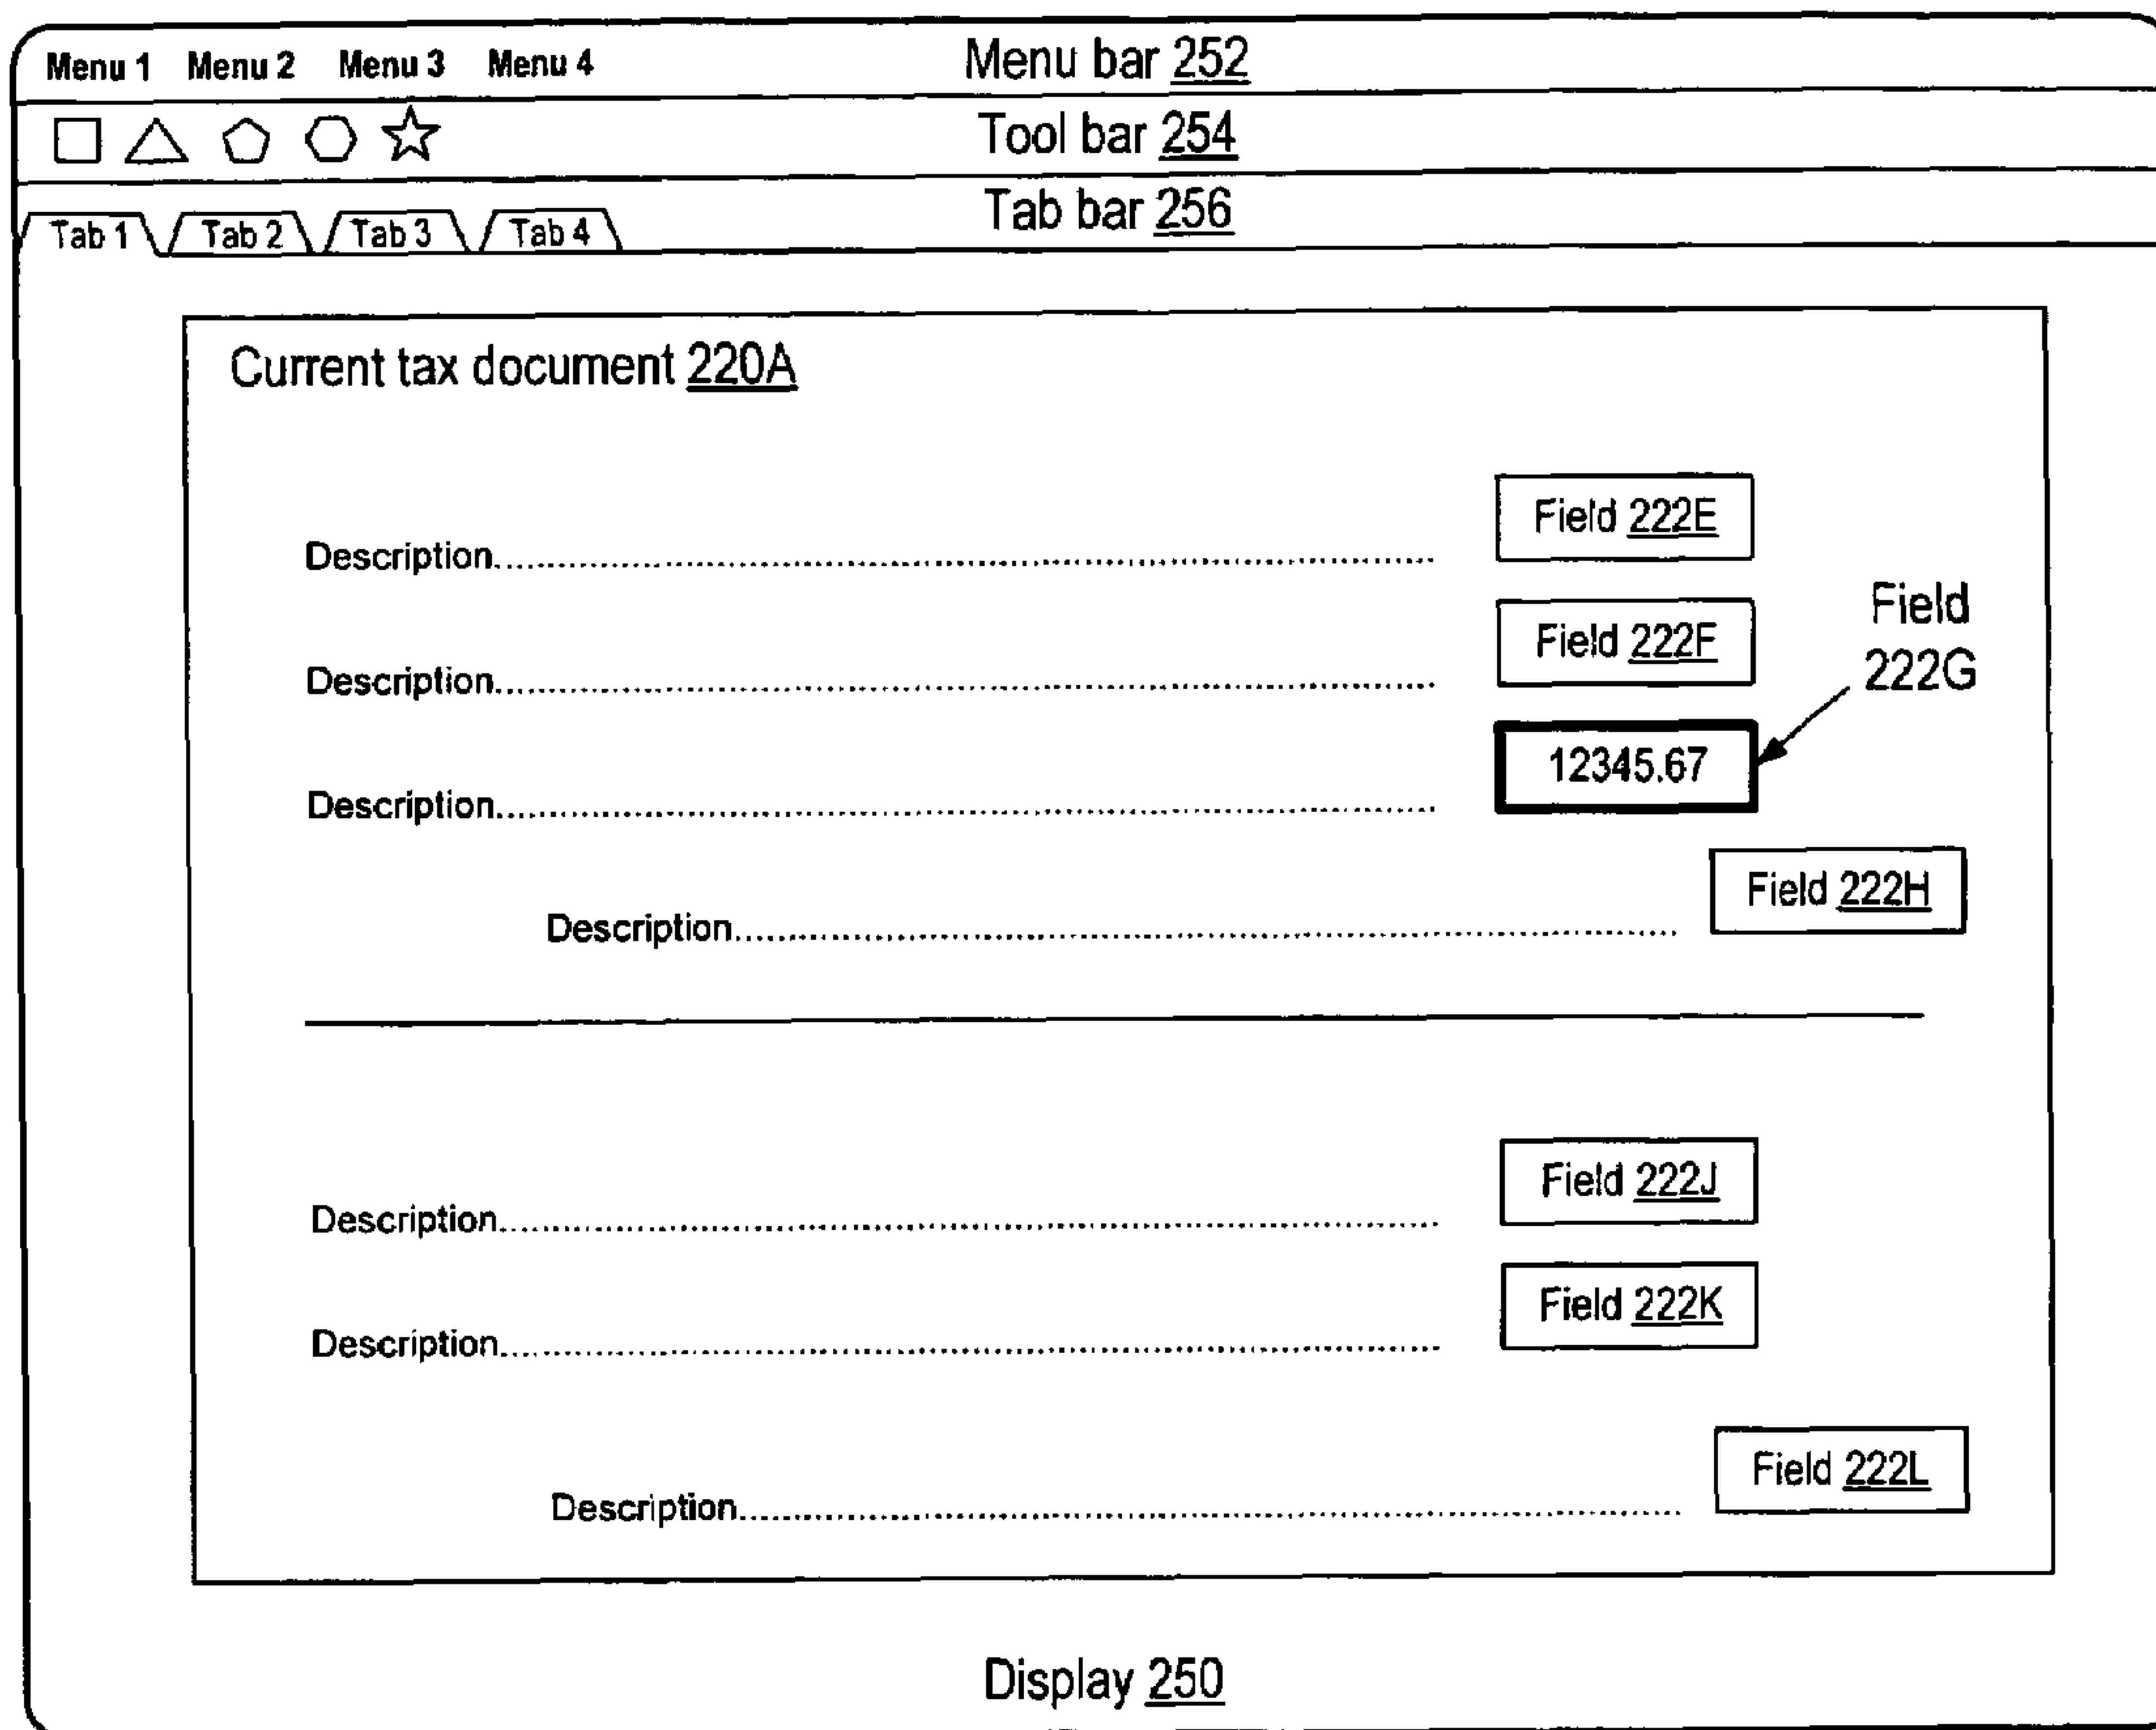 Menu 1 Menu 2 Menu 3 Menu 4 Menu bar 252
Tool bar 254
Tab bar 256
Tab 1 Tab 2 Tab 3 Tab 4
Current tax document 220A
Field 222E
Description..........
Field
222G
Field 222F
Description..........
12345.67
Description..........
Field 222H
Description..........
Field 222J
Description..........
Field 222K
Description..........
Field 222L
Description..........
Display 250